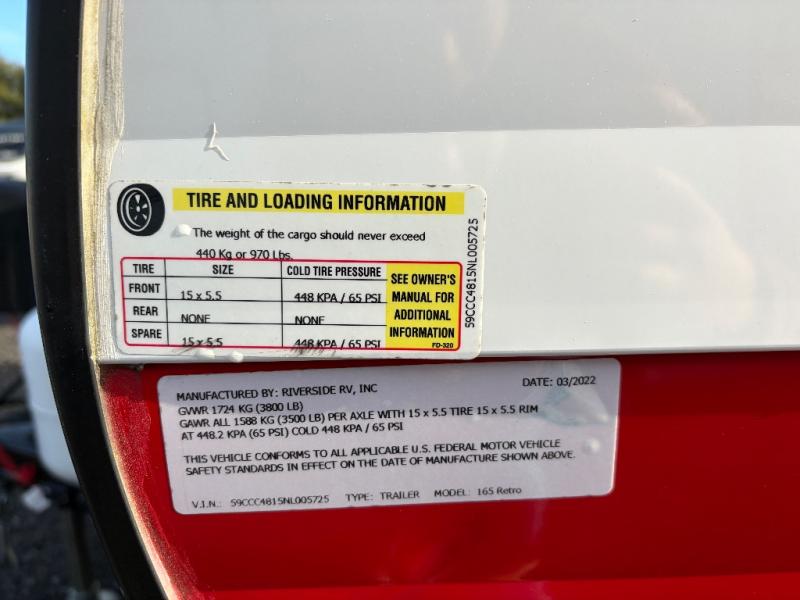 TIRE AND LOADING INFORMATION
The weight of the cargo should never exceed
440 Kg or 970 Lbs.
TIRE SIZE COLD TIRE PRESSURE
FRONT 15 x 5.5 448 KPA / 65 PSI
REAR NONE NONE
SPARE 15 x 5.5 448 KPA / 65 PSI
SEE OWNER'S
MANUAL FOR
ADDITIONAL
INFORMATION
FD-320
59CCC4815NL005725
MANUFACTURED BY: RIVERSIDE RV, INC DATE: 03/2022
GVWR 1724 KG (3800 LB)
GAWR ALL 1588 KG (3500 LB) PER AXLE WITH 15 x 5.5 TIRE 15 x 5.5 RIM
AT 448.2 KPA (65 PSI) COLD 448 KPA / 65 PSI
THIS VEHICLE CONFORMS TO ALL APPLICABLE U.S. FEDERAL MOTOR VEHICLE
SAFETY STANDARDS IN EFFECT ON THE DATE OF MANUFACTURE SHOWN ABOVE.
V.I.N.: 59CCC4815NL005725 TYPE: TRAILER MODEL: 165 Retro